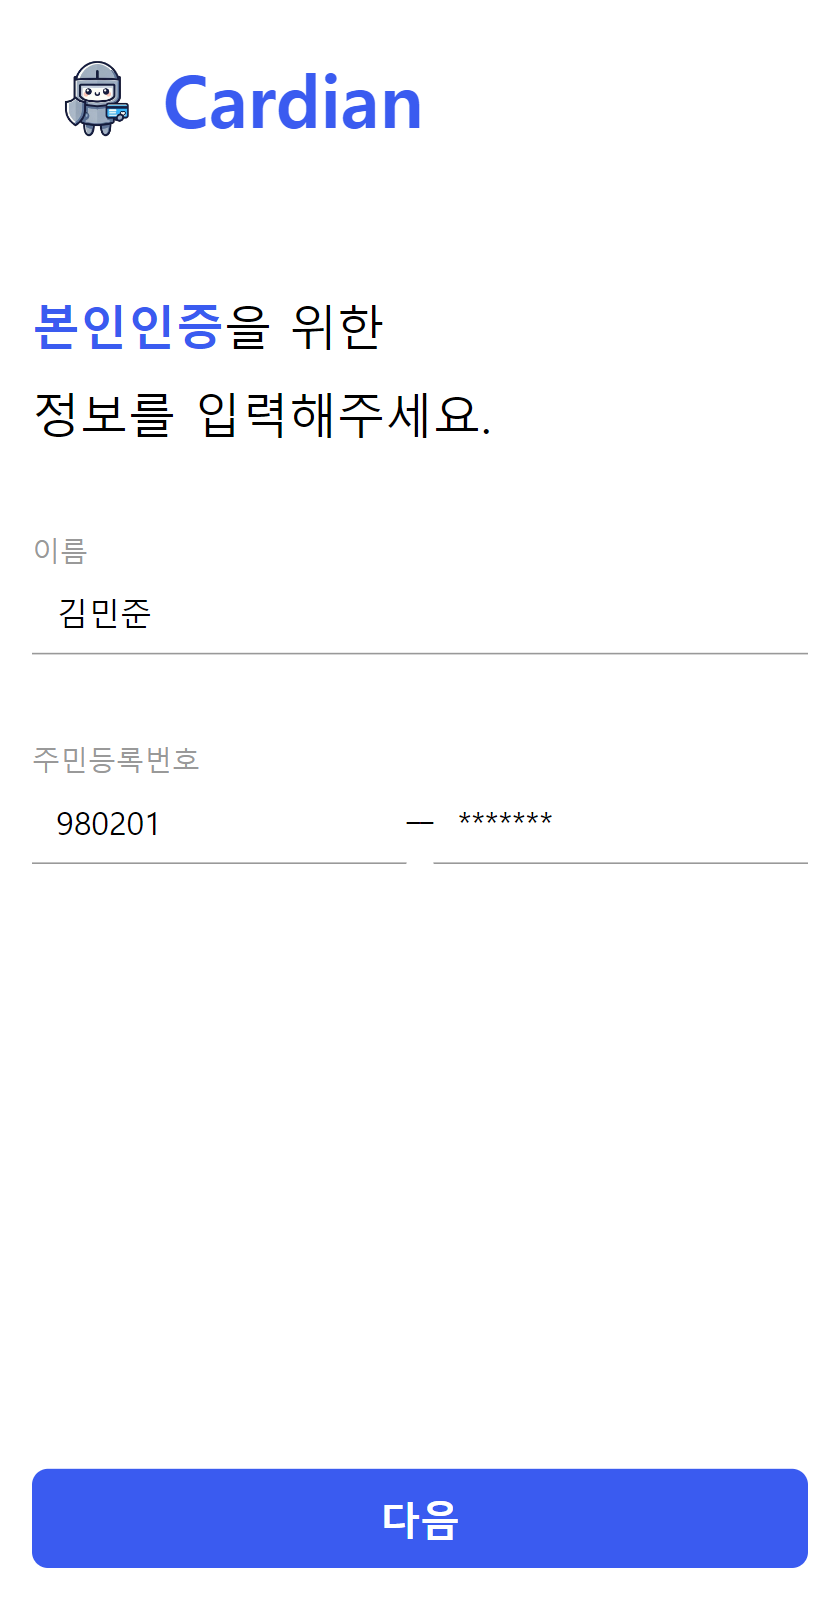 Cardian
본인인증을 위한
정보를 입력해주세요.
이름
김민준
주민등록번호
980201 — *******
다음